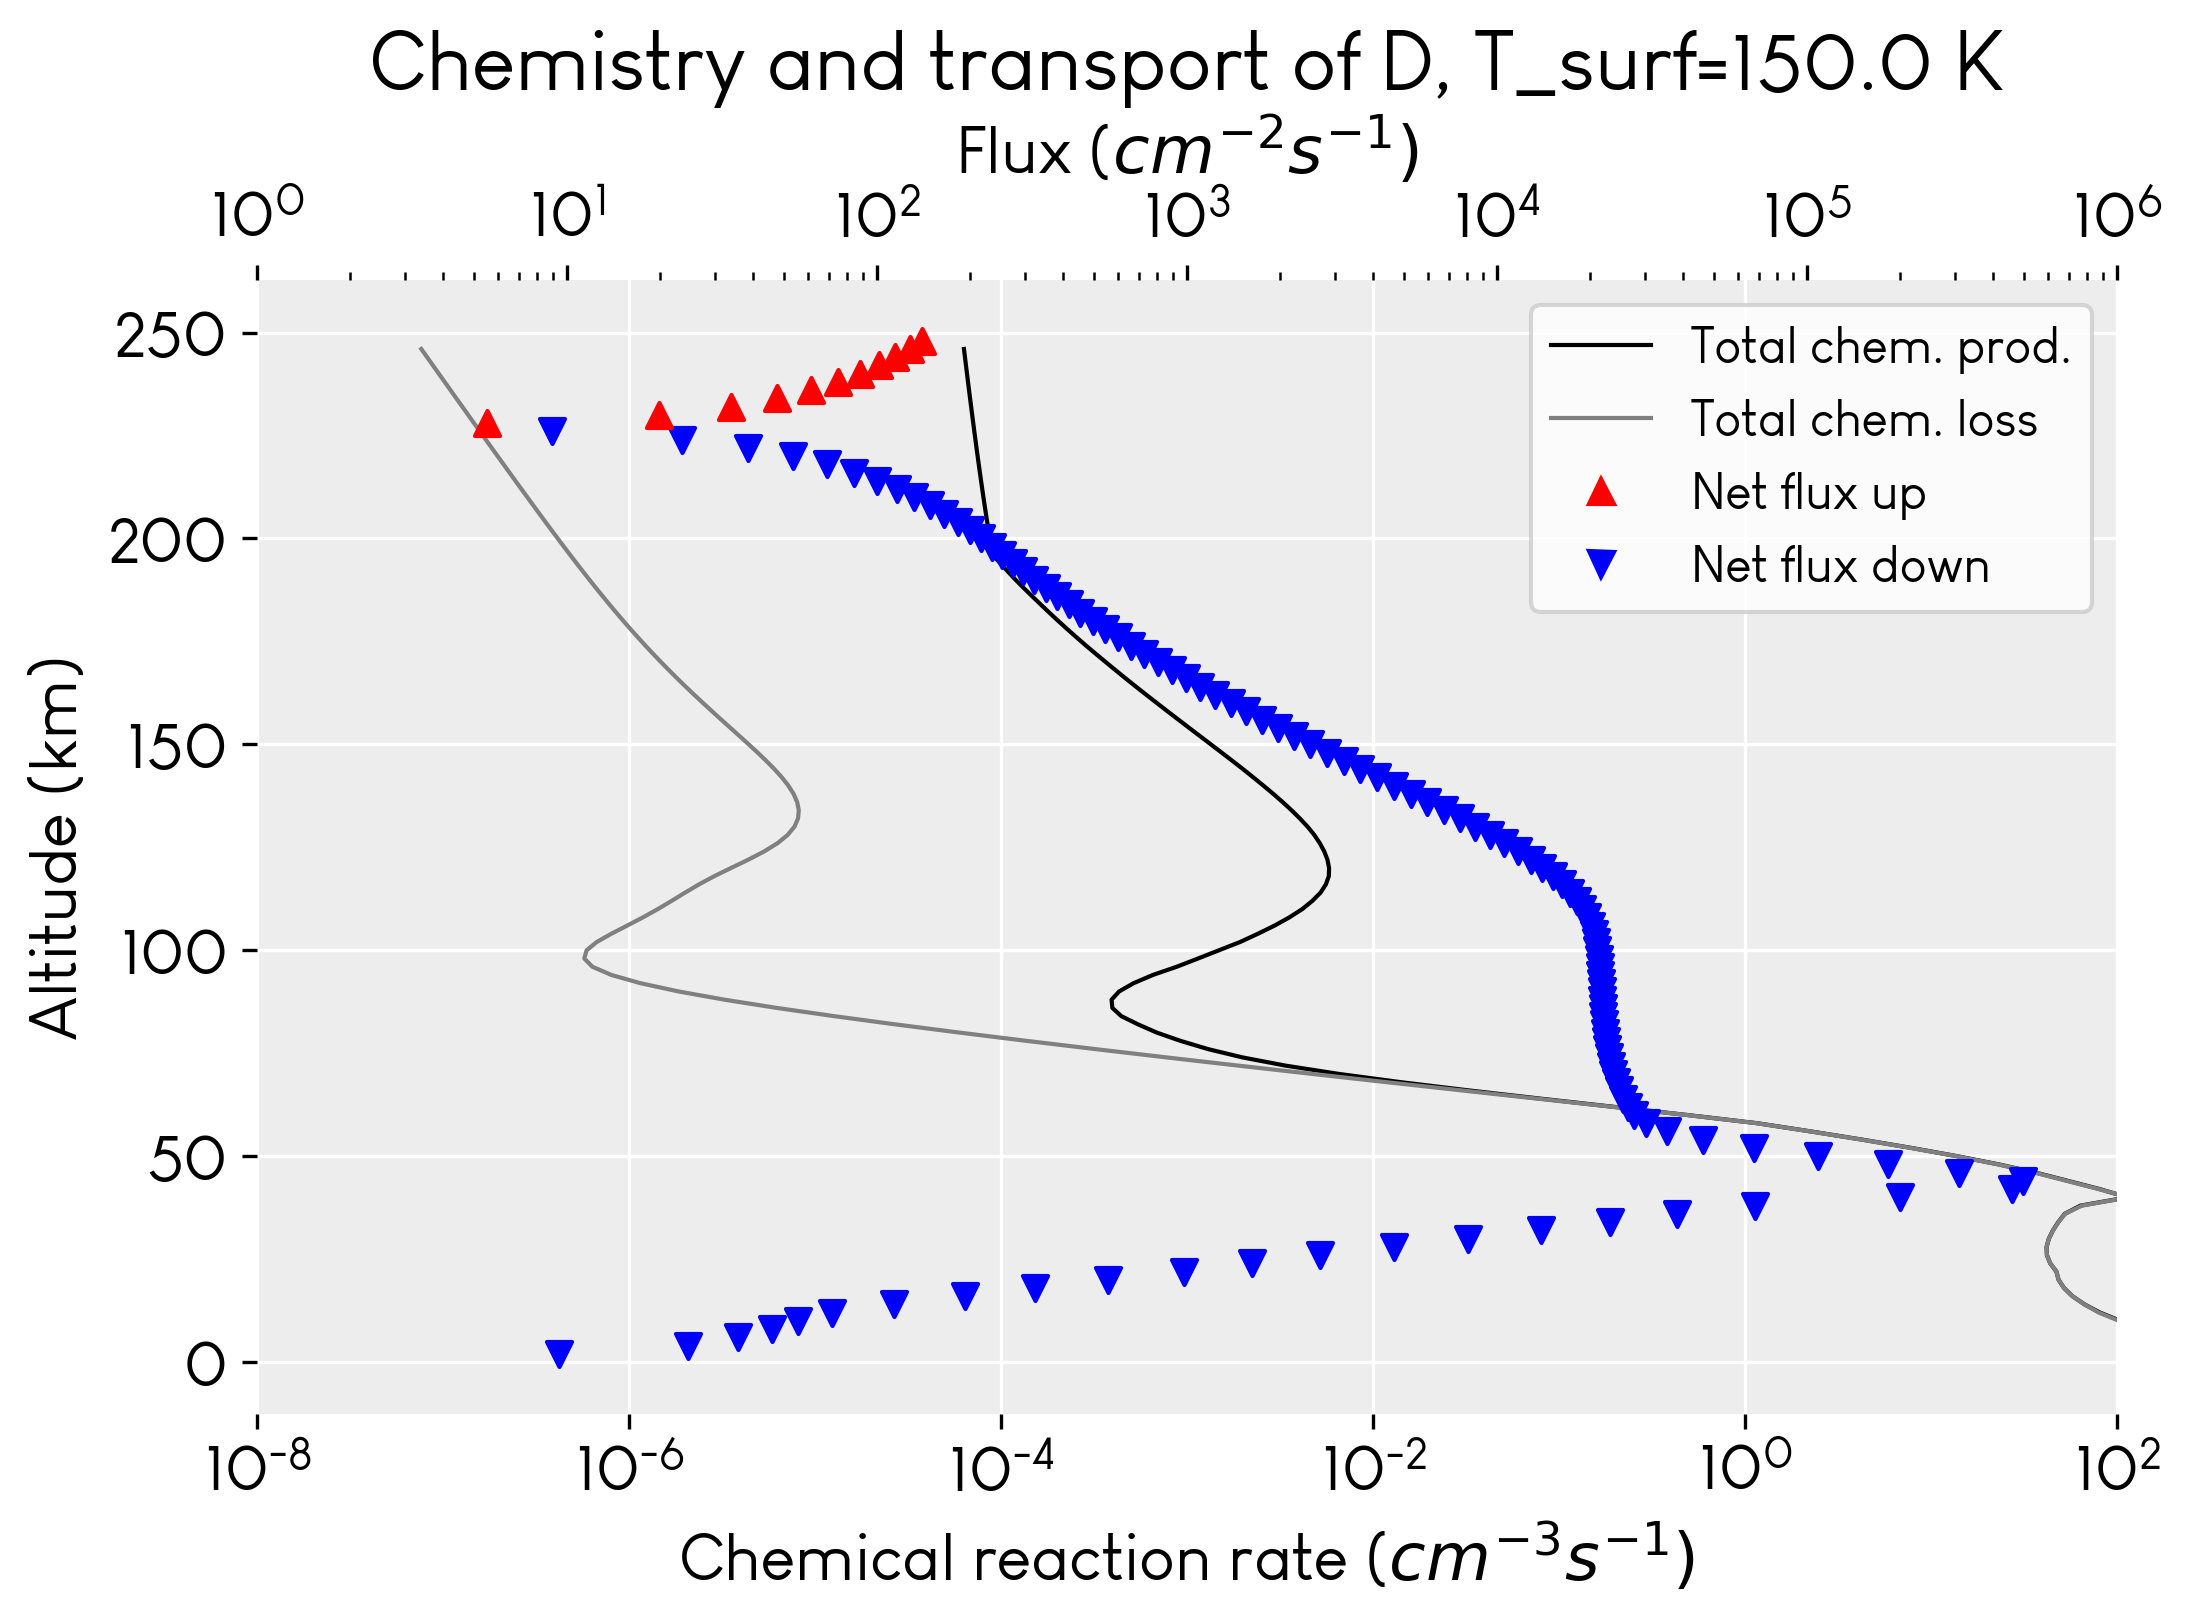 Chemistry and transport of D, T_surf=150.0 K
Flux (cm⁻²s⁻¹)
10⁰ 10¹ 10² 10³ 10⁴ 10⁵ 10⁶
Total chem. prod.
Total chem. loss
Net flux up
Net flux down
Altitude (km)
250
200
150
100
50
0
10⁻⁸ 10⁻⁶ 10⁻⁴ 10⁻² 10⁰ 10²
Chemical reaction rate (cm⁻³s⁻¹)